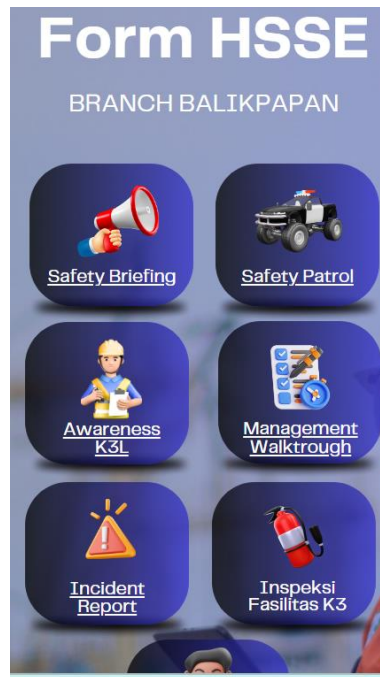 Form HSSE
BRANCH BALIKPAPAN
Safety Briefing
Safety Patrol
Awareness
K3L
Management
Walktrough
Incident
Report
Inspeksi
Fasilitas K3